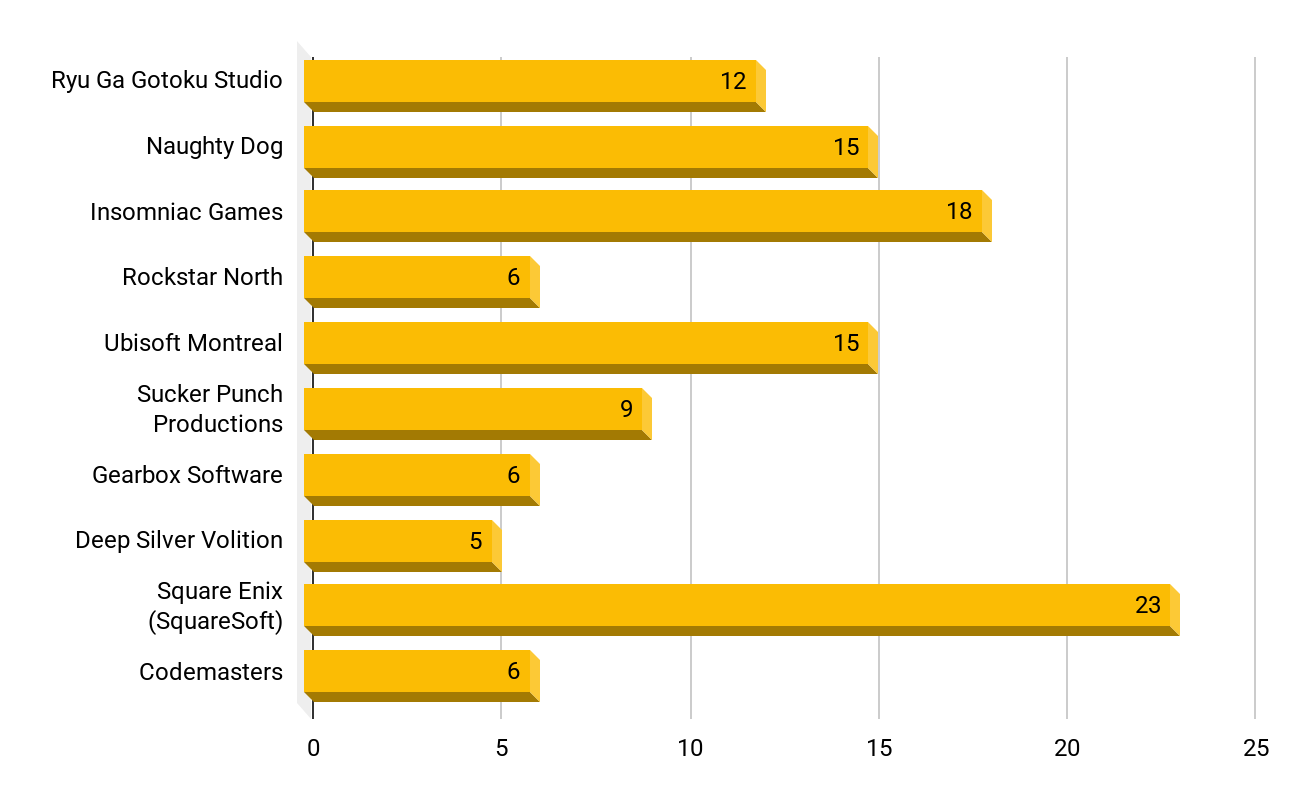 Ryu Ga Gotoku Studio
12
Naughty Dog
15
Insomniac Games
18
Rockstar North
6
Ubisoft Montreal
15
Sucker Punch
Productions
9
Gearbox Software
6
Deep Silver Volition
5
Square Enix
(SquareSoft)
23
Codemasters
6
0 5 10 15 20 25